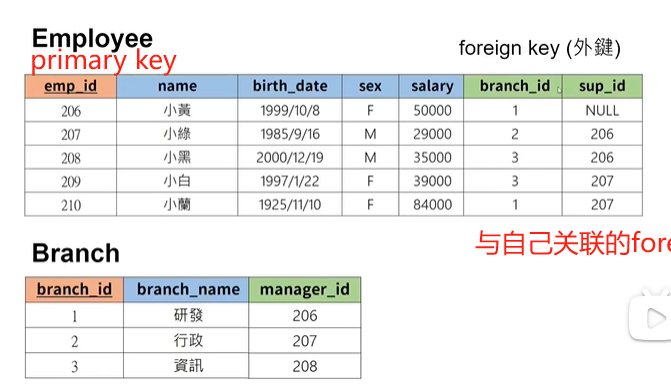 Employee
primary key
foreign key (外鍵)
emp_id name birth_date sex salary branch_id sup_id
206 小黃 1999/10/8 F 50000 1 NULL
207 小綠 1985/9/16 M 29000 2 206
208 小黑 2000/12/19 M 35000 3 206
209 小白 1997/1/22 F 39000 3 207
210 小蘭 1925/11/10 F 84000 1 207
与自己关联的fore
Branch
branch_id branch_name manager_id
1 研發 206
2 行政 207
3 資訊 208